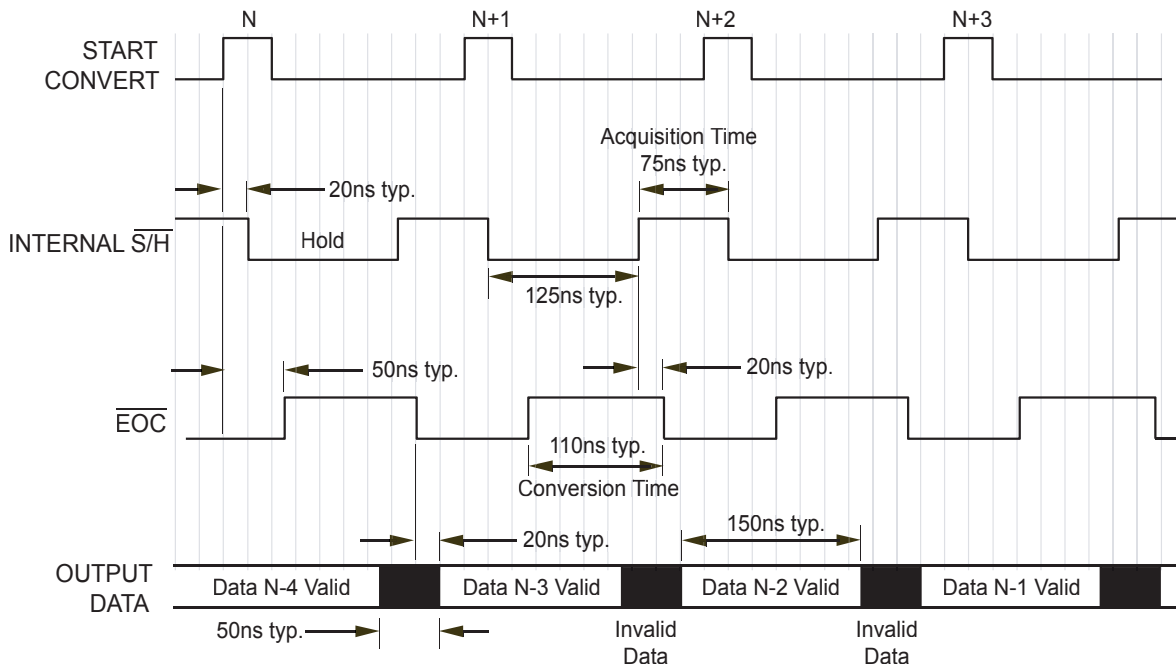 N N+1 N+2 N+3
START
CONVERT
Acquisition Time
75ns typ.
20ns typ.
INTERNAL S̅/̅H̅
Hold
125ns typ.
50ns typ.
20ns typ.
E̅O̅C̅
110ns typ.
Conversion Time
150ns typ.
20ns typ.
OUTPUT
DATA
Data N-4 Valid Data N-3 Valid Data N-2 Valid Data N-1 Valid
50ns typ.
Invalid
Data
Invalid
Data